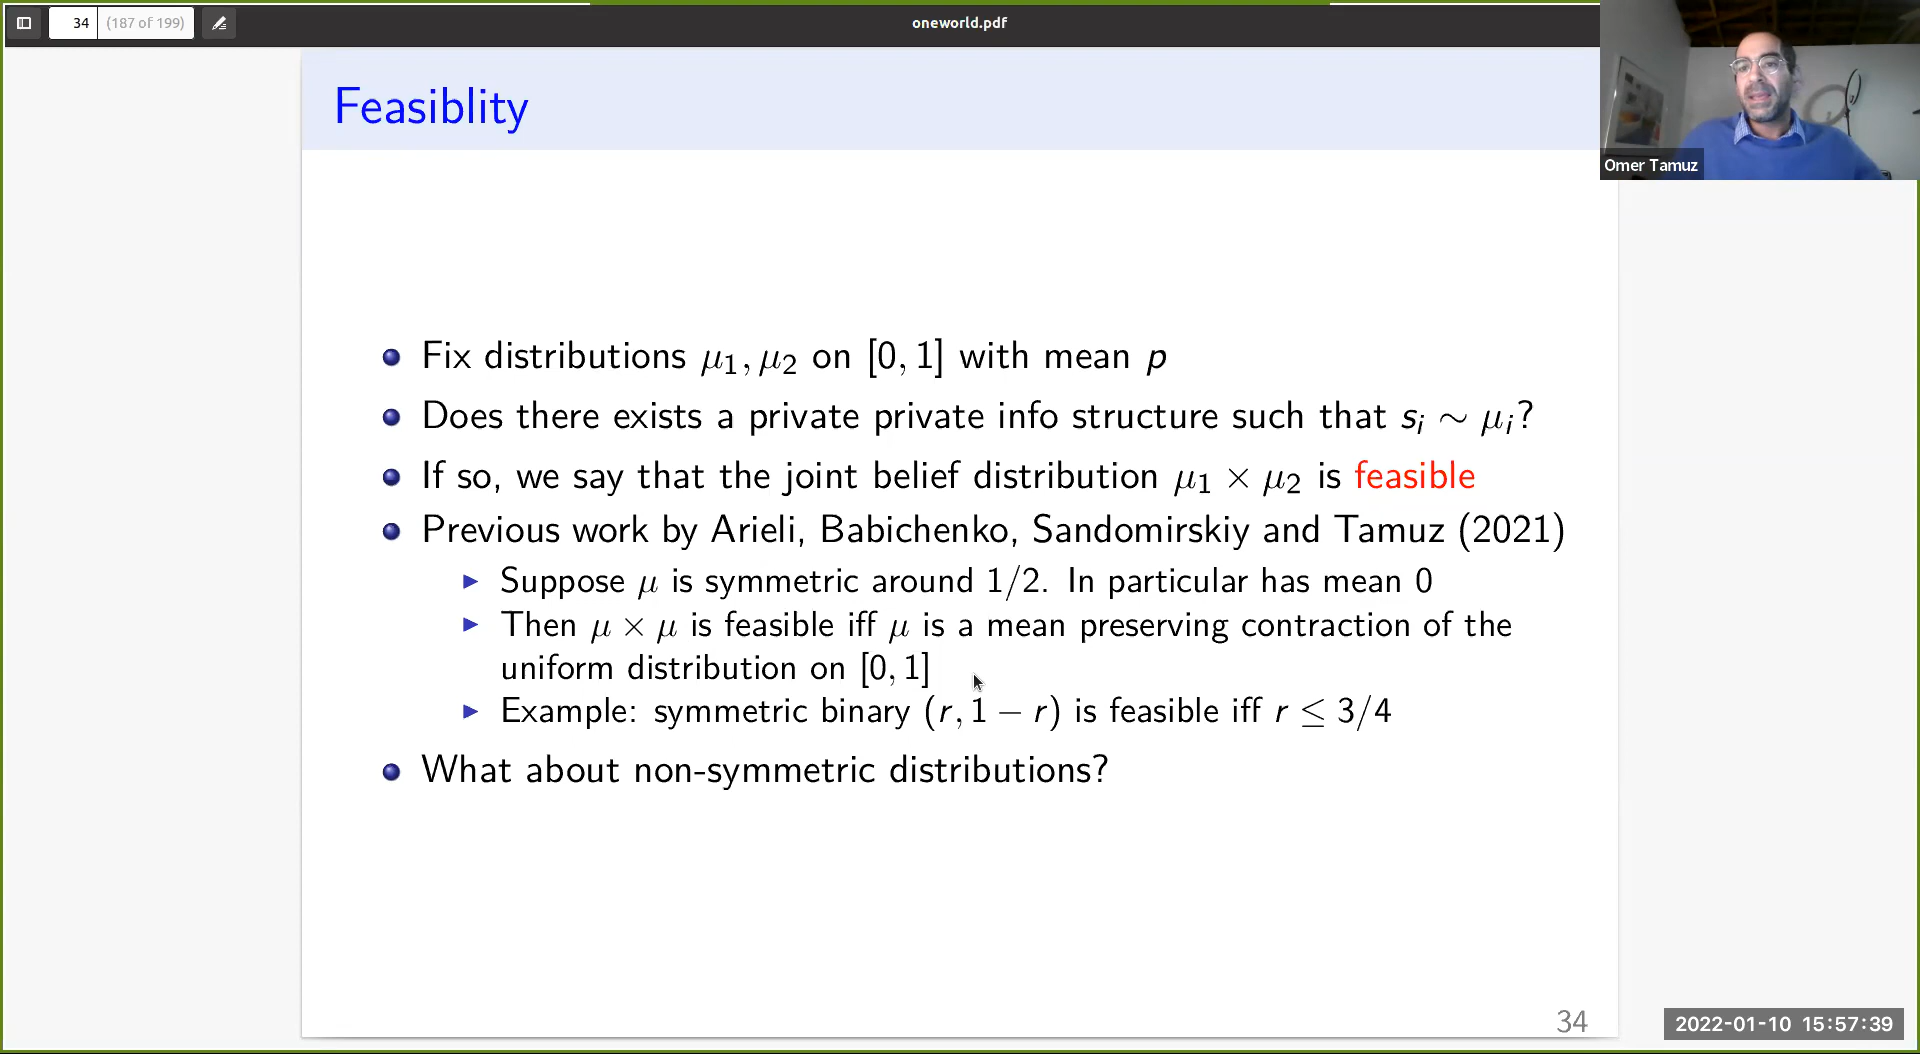 34 (187 of 199) oneworld.pdf
Feasiblity
Omer Tamuz
Fix distributions μ₁, μ₂ on [0, 1] with mean p
Does there exists a private private info structure such that sᵢ ∼ μᵢ?
If so, we say that the joint belief distribution μ₁ × μ₂ is feasible
Previous work by Arieli, Babichenko, Sandomirskiy and Tamuz (2021)
Suppose μ is symmetric around 1/2. In particular has mean 0
Then μ × μ is feasible iff μ is a mean preserving contraction of the
uniform distribution on [0, 1]
Example: symmetric binary (r, 1 − r) is feasible iff r ≤ 3/4
What about non-symmetric distributions?
34
2022-01-10 15:57:39